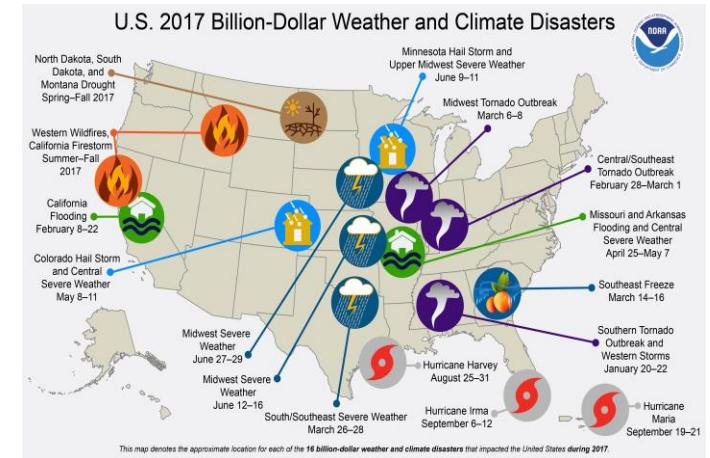 U.S. 2017 Billion-Dollar Weather and Climate Disasters
NOAA
North Dakota, South
Dakota, and
Montana Drought
Spring–Fall 2017
Minnesota Hail Storm and
Upper Midwest Severe Weather
June 9–11
Midwest Tornado Outbreak
March 6–8
Western Wildfires,
California Firestorm
Summer–Fall
2017
Central/Southeast
Tornado Outbreak
February 28–March 1
California
Flooding
February 8–22
Missouri and Arkansas
Flooding and Central
Severe Weather
April 25–May 7
Colorado Hail Storm
and Central
Severe Weather
May 8–11
Southeast Freeze
March 14–16
Midwest Severe
Weather
June 27–29
Southern Tornado
Outbreak and
Western Storms
January 20–22
Midwest Severe
Weather
June 12–16
Hurricane Harvey
August 25–31
South/Southeast Severe Weather
March 26–28
Hurricane Irma
September 6–12
Hurricane
Maria
September 19–21
This map denotes the approximate location for each of the 16 billion-dollar weather and climate disasters that impacted the United States during 2017.